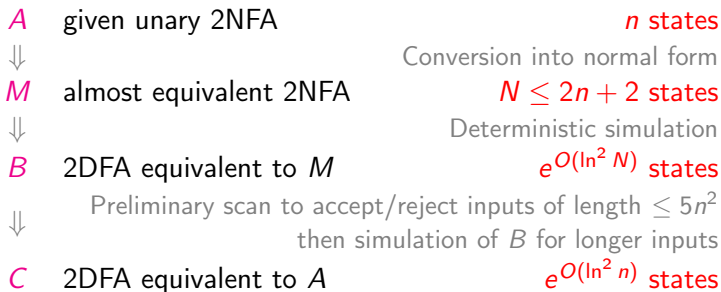 A given unary 2NFA n states
⇓ Conversion into normal form
M almost equivalent 2NFA N ≤ 2n + 2 states
⇓ Deterministic simulation
B 2DFA equivalent to M e^{O(ln² N)} states
Preliminary scan to accept/reject inputs of length ≤ 5n²
⇓ then simulation of B for longer inputs
C 2DFA equivalent to A e^{O(ln² n)} states